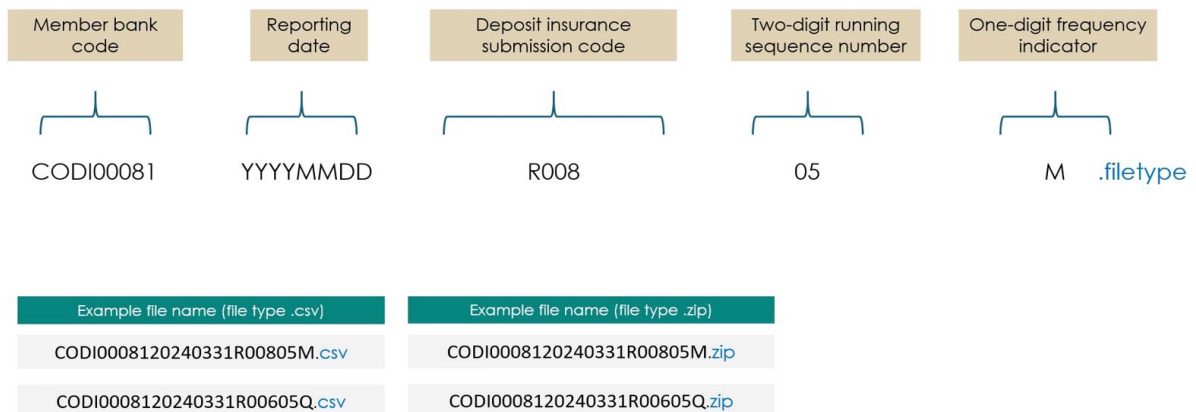 Member bank
code
Reporting
date
Deposit insurance
submission code
Two-digit running
sequence number
One-digit frequency
indicator
CODI00081
YYYYMMDD
R008
05
M .filetype
Example file name (file type .csv)
Example file name (file type .zip)
CODI0008120240331R00805M.csv
CODI0008120240331R00805M.zip
CODI0008120240331R00605Q.csv
CODI0008120240331R00605Q.zip